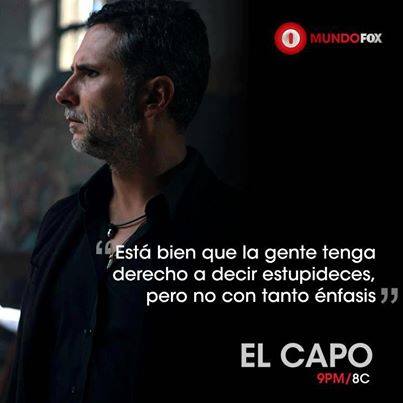 MUNDOFOX
“Está bien que la gente tenga
derecho a decir estupideces,
pero no con tanto énfasis”
EL CAPO
9PM/8C